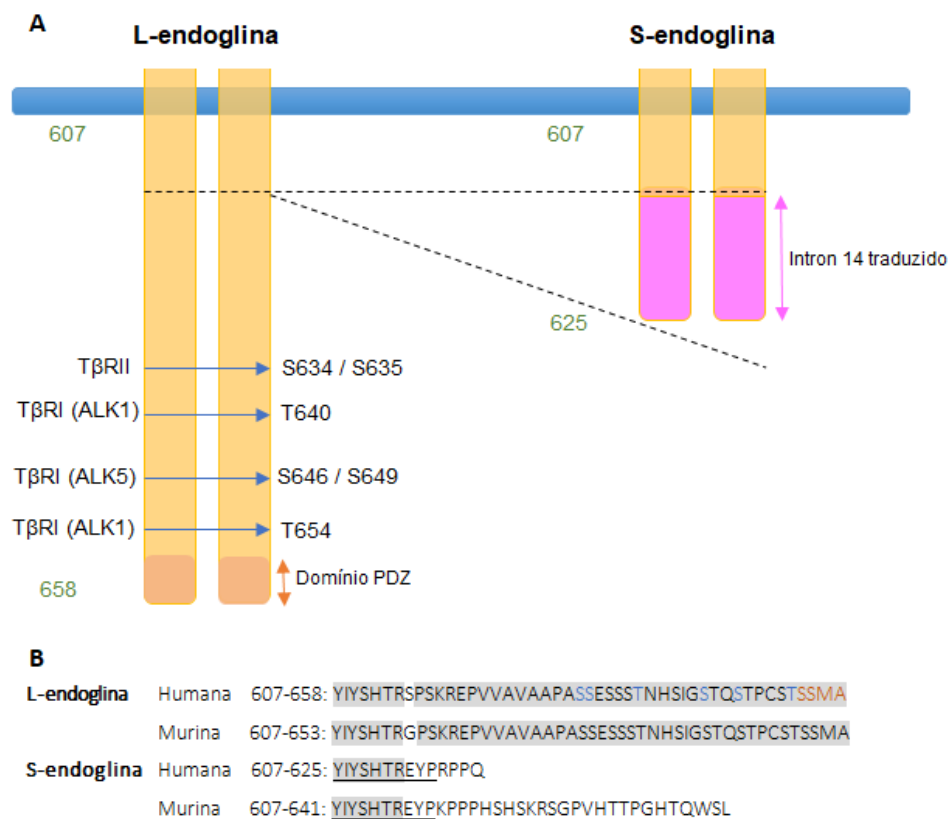 A
L-endoglina S-endoglina
607 607
Intron 14 traduzido
625
TβRII S634 / S635
TβRI (ALK1) T640
TβRI (ALK5) S646 / S649
TβRI (ALK1) T654
658 Domínio PDZ
B
L-endoglina Humana 607-658: YIYSHTRSPSKREPVVAVAAPASSESSSTNHSIGSTQSTPCSTSSMA
Murina 607-653: YIYSHTRGPSKREPVVAVAAPASSESSSTNHSIGSTQSTPCSTSSMA
S-endoglina Humana 607-625: YIYSHTREYPRPPQ
Murina 607-641: YIYSHTREYPKPPPHSHSKRSGPVHTTPGHTQWSL